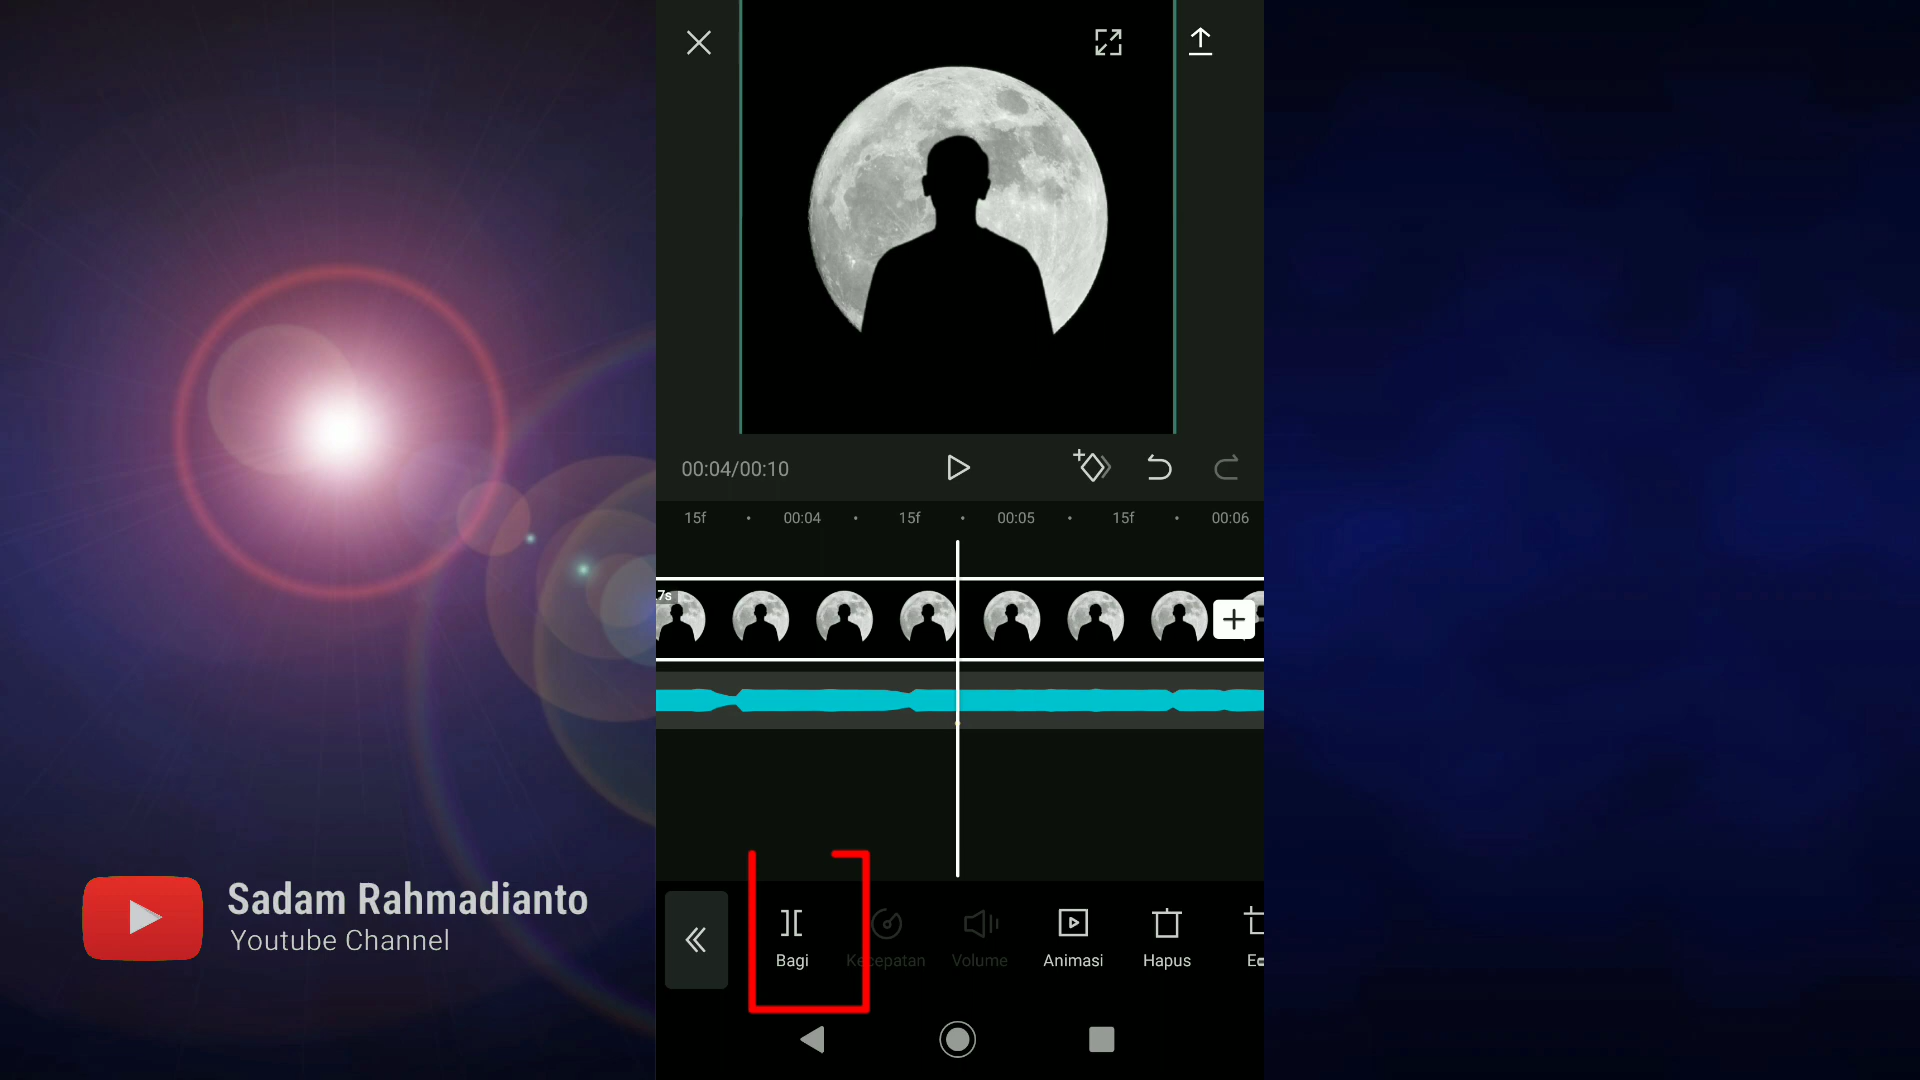 00:04/00:10
15f 00:04 15f 00:05 15f 00:06
.7s
Sadam Rahmadianto
Youtube Channel
Bagi Kecepatan Volume Animasi Hapus